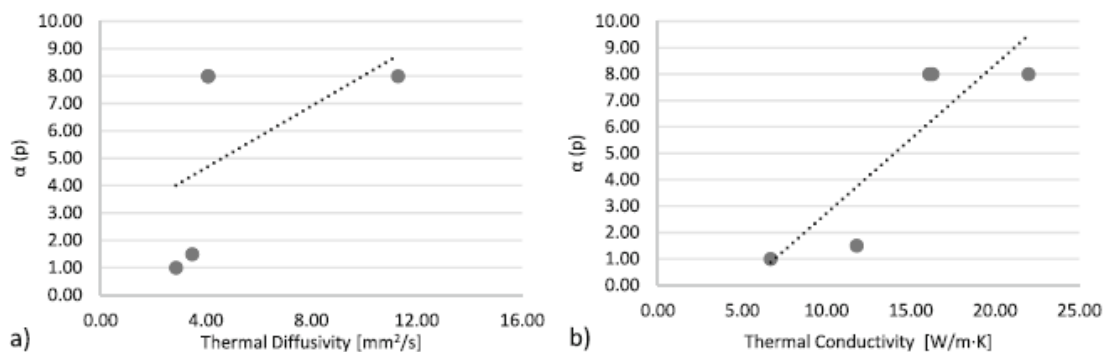 10.00
9.00
8.00
7.00
6.00
5.00
4.00
3.00
2.00
1.00
0.00
α (p)
0.00 4.00 8.00 12.00 16.00
Thermal Diffusivity [mm²/s]
a)
10.00
9.00
8.00
7.00
6.00
5.00
4.00
3.00
2.00
1.00
0.00
α (p)
0.00 5.00 10.00 15.00 20.00 25.00
Thermal Conductivity [W/m·K]
b)